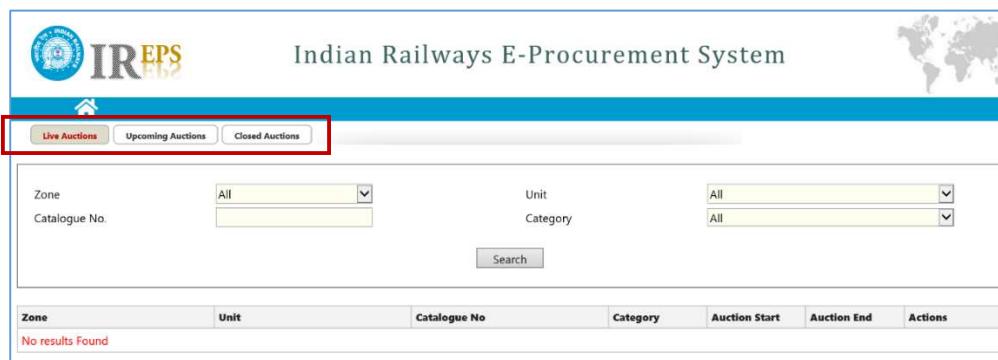 IREPS Indian Railways E-Procurement System
Live Auctions Upcoming Auctions Closed Auctions
Zone All Unit All
Catalogue No. Category All
Search
Zone Unit Catalogue No Category Auction Start Auction End Actions
No results Found